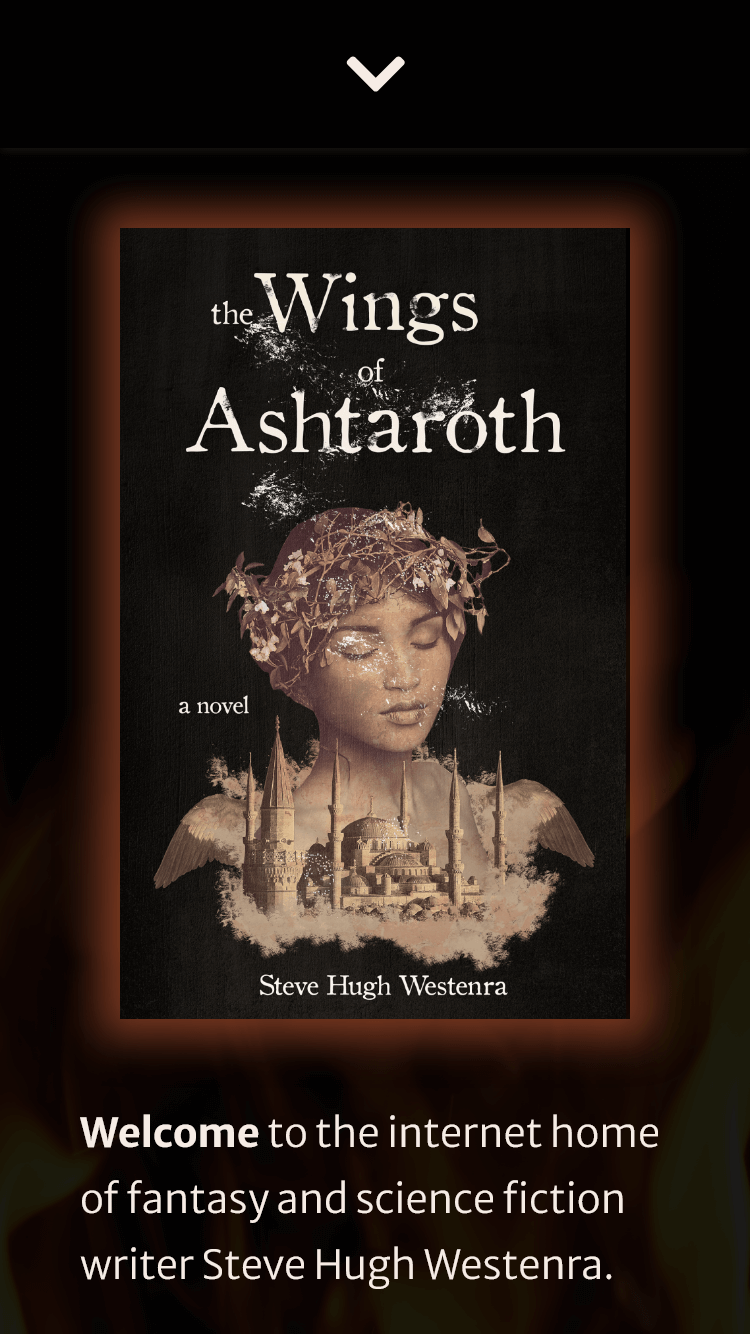 the Wings
of
Ashtaroth
a novel
Steve Hugh Westenra
Welcome to the internet home
of fantasy and science fiction
writer Steve Hugh Westenra.